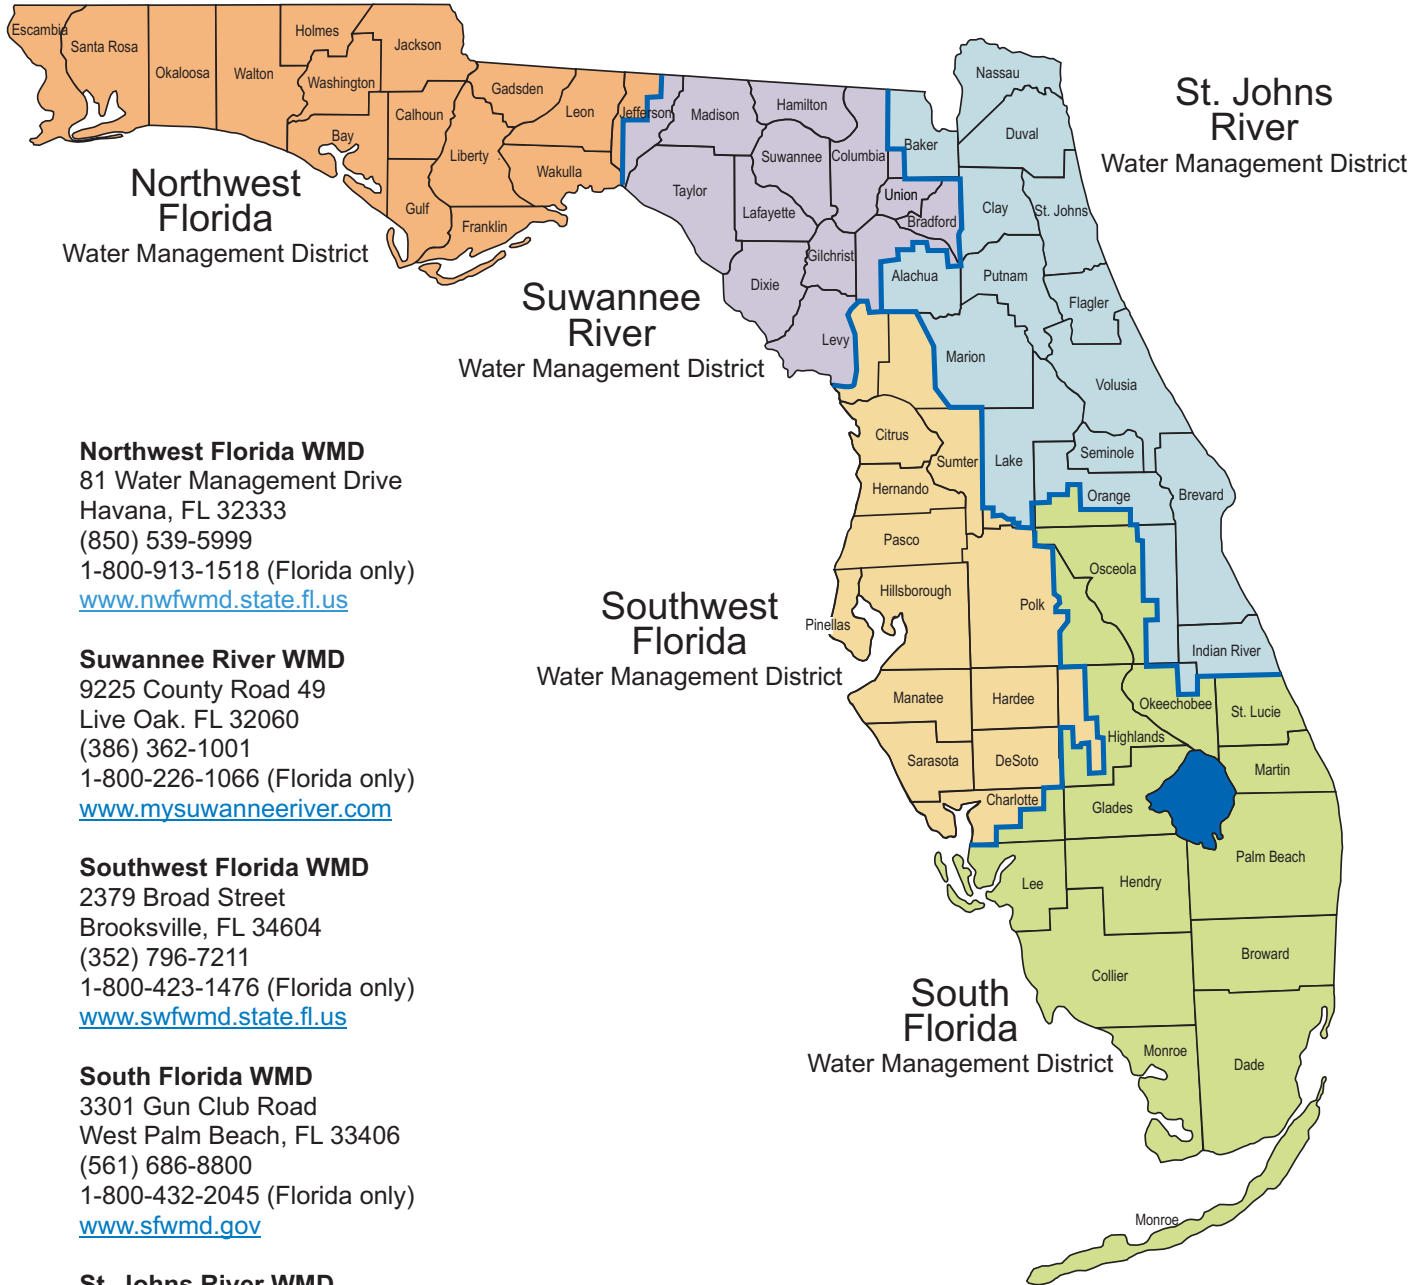 Escambia
Santa Rosa
Okaloosa
Walton
Holmes
Washington
Jackson
Bay
Calhoun
Gulf
Liberty
Gadsden
Franklin
Leon
Wakulla
Jefferson
Madison
Taylor
Hamilton
Suwannee
Lafayette
Columbia
Dixie
Gilchrist
Levy
Union
Bradford
Alachua
Baker
Nassau
Duval
Clay
St. Johns
Putnam
Flagler
Marion
Volusia
Citrus
Sumter
Lake
Seminole
Hernando
Orange
Brevard
Pasco
Osceola
Hillsborough
Polk
Pinellas
Indian River
Manatee
Hardee
Okeechobee
St. Lucie
Highlands
Sarasota
DeSoto
Martin
Charlotte
Glades
Palm Beach
Lee
Hendry
Broward
Collier
Monroe
Dade
Monroe
Northwest
Florida
Water Management District
St. Johns
River
Water Management District
Suwannee
River
Water Management District
Southwest
Florida
Water Management District
South
Florida
Water Management District
Northwest Florida WMD
81 Water Management Drive
Havana, FL 32333
(850) 539-5999
1-800-913-1518 (Florida only)
www.nwfwmd.state.fl.us
Suwannee River WMD
9225 County Road 49
Live Oak. FL 32060
(386) 362-1001
1-800-226-1066 (Florida only)
www.mysuwanneeriver.com
Southwest Florida WMD
2379 Broad Street
Brooksville, FL 34604
(352) 796-7211
1-800-423-1476 (Florida only)
www.swfwmd.state.fl.us
South Florida WMD
3301 Gun Club Road
West Palm Beach, FL 33406
(561) 686-8800
1-800-432-2045 (Florida only)
www.sfwmd.gov
St. Johns River WMD